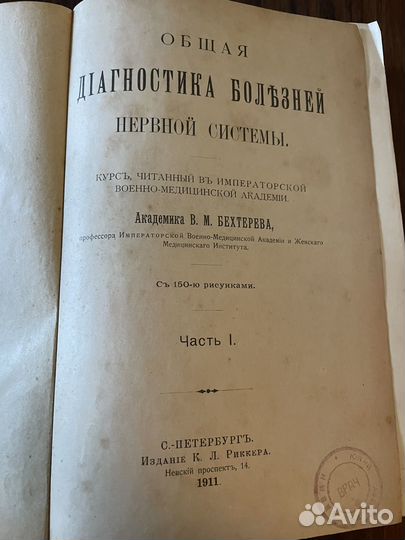 ОБЩАЯ
ДІАГНОСТИКА БОЛѢЗНЕЙ
НЕРВНОЙ СИСТЕМЫ.
КУРСЪ, ЧИТАННЫЙ ВЪ ИМПЕРАТОРСКОЙ
ВОЕННО-МЕДИЦИНСКОЙ АКАДЕМІИ.
Академика В. М. БЕХТЕРЕВА,
профессора Императорской Военно-Медицинской Академіи и Женскаго
Медицинскаго Института.
Съ 150-ю рисунками.
Часть I.
С.-ПЕТЕРБУРГЪ.
Изданіе К. Л. Риккера.
Невскій проспектъ, 14.
1911.
ВРАЧ
Avito